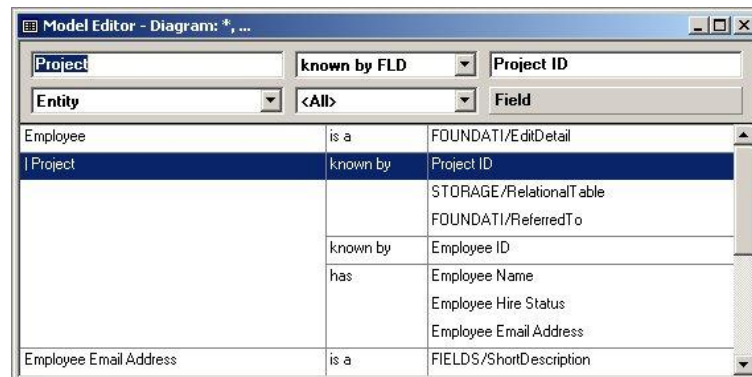 Model Editor - Diagram: *, ...
Project known by FLD Project ID
Entity <All> Field
Employee is a FOUNDATI/EditDetail
| Project known by Project ID
STORAGE/RelationalTable
FOUNDATI/ReferredTo
known by Employee ID
has Employee Name
Employee Hire Status
Employee Email Address
Employee Email Address is a FIELDS/ShortDescription